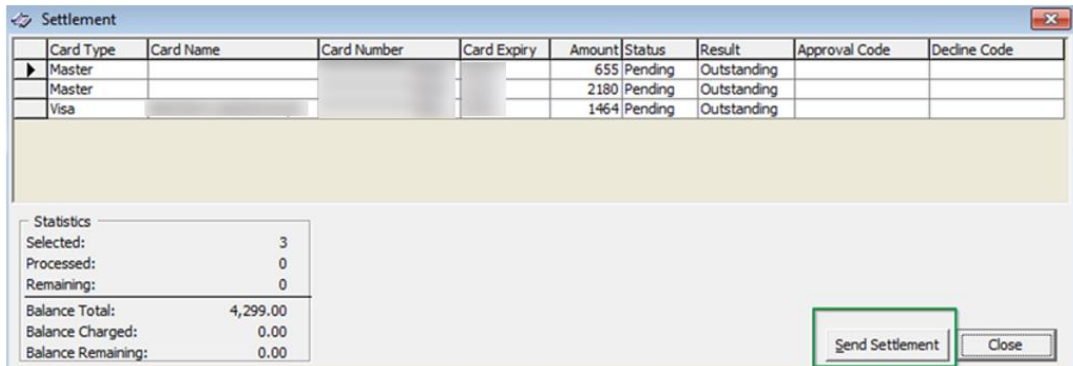 Settlement
Card Type Card Name Card Number Card Expiry Amount Status Result Approval Code Decline Code
Master 655 Pending Outstanding
Master 2180 Pending Outstanding
Visa 1464 Pending Outstanding
Statistics
Selected: 3
Processed: 0
Remaining: 0
Balance Total: 4,299.00
Balance Charged: 0.00
Balance Remaining: 0.00
Send Settlement Close